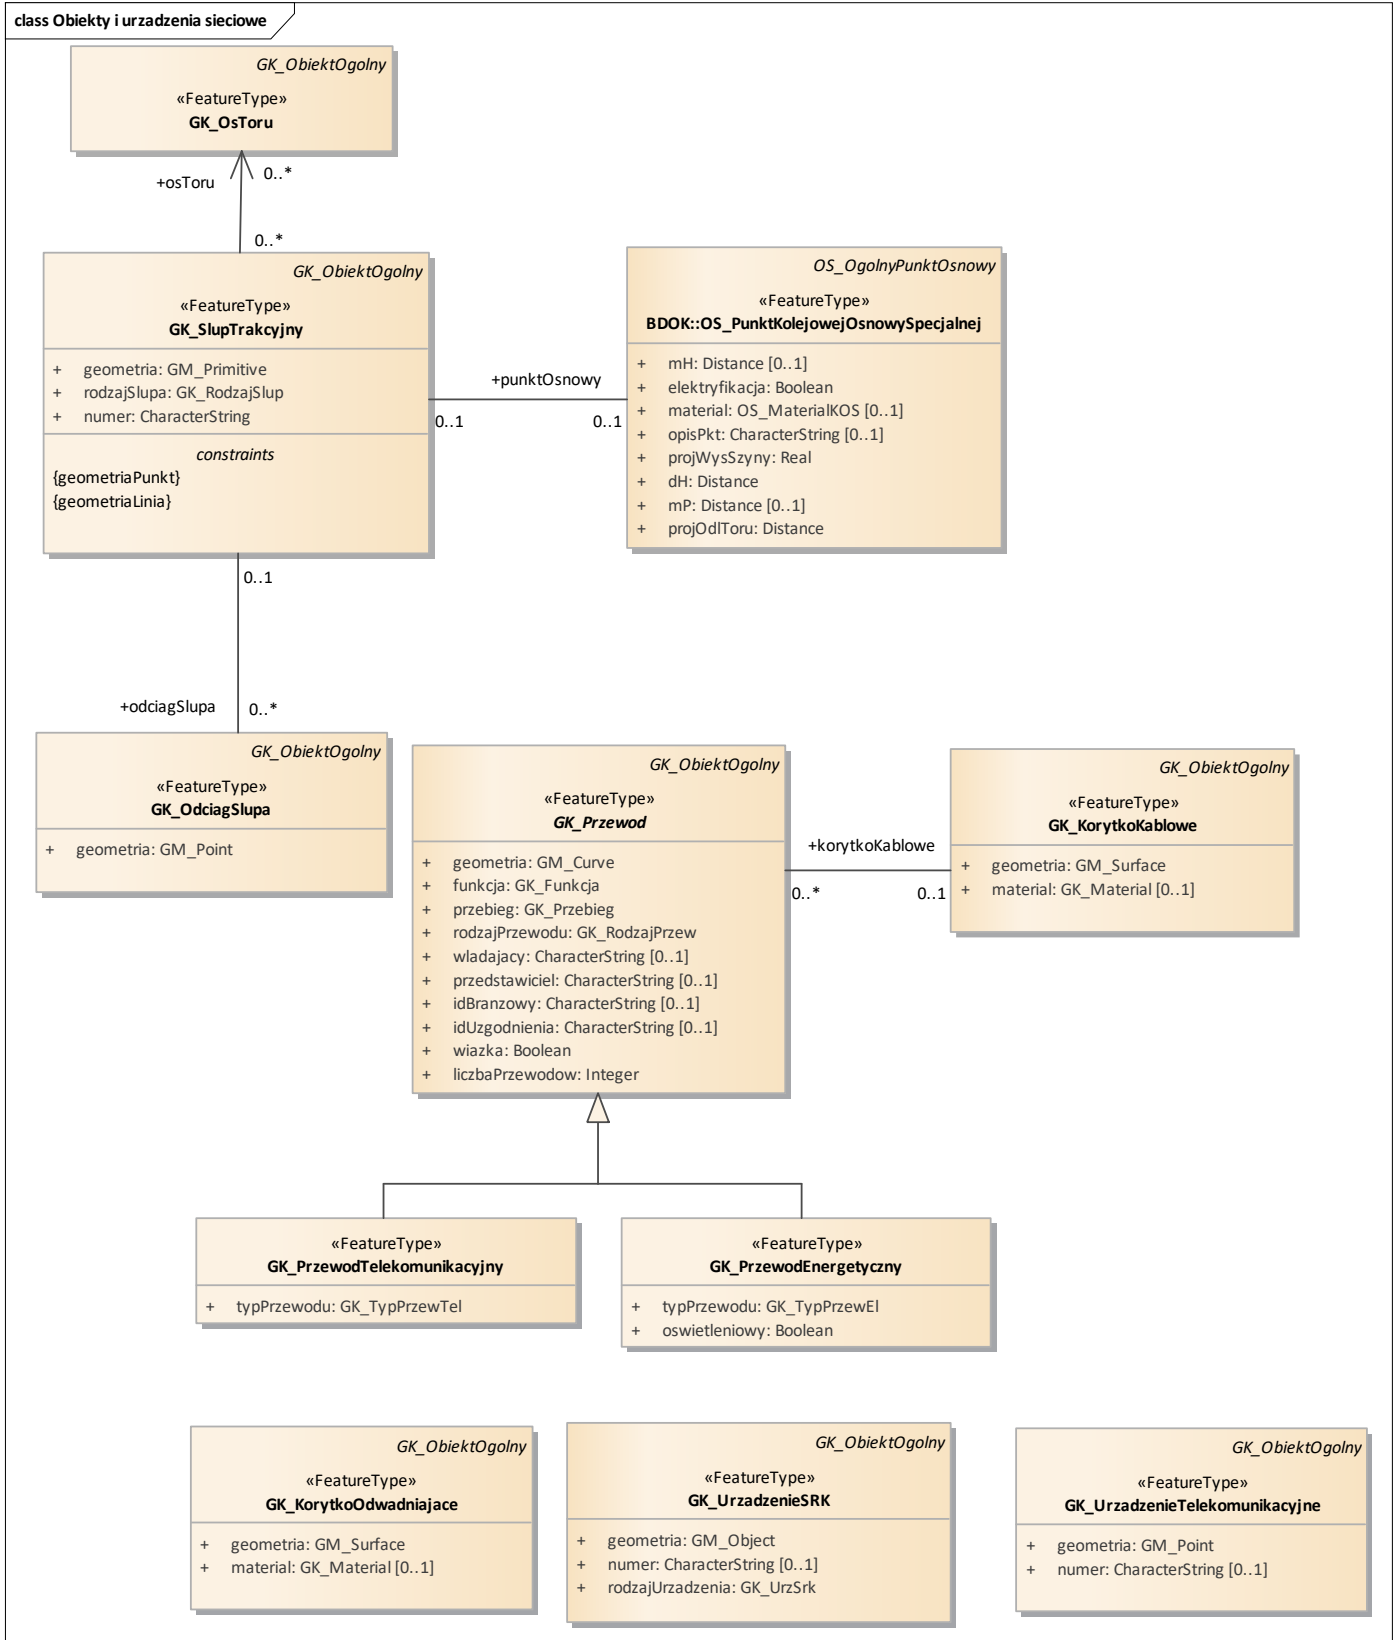 class Obiekty i urzadzenia sieciowe
GK_ObiektOgolny
«FeatureType»
GK_OsToru
+osToru
0..*
0..*
GK_ObiektOgolny
«FeatureType»
GK_SlupTrakcyjny
+ geometria: GM_Primitive
+ rodzajSlupa: GK_RodzajSlup
+ numer: CharacterString
constraints
{geometriaPunkt}
{geometriaLinia}
+punktOsnowy
0..1
0..1
OS_OgolnyPunktOsnowy
«FeatureType»
BDOK::OS_PunktKolejowejOsnowySpecjalnej
+ mH: Distance [0..1]
+ elektryfikacja: Boolean
+ material: OS_MaterialKOS [0..1]
+ opisPkt: CharacterString [0..1]
+ projWysSzyny: Real
+ dH: Distance
+ mP: Distance [0..1]
+ projOdlToru: Distance
0..1
+odciagSlupa
0..*
GK_ObiektOgolny
«FeatureType»
GK_OdciagSlupa
+ geometria: GM_Point
GK_ObiektOgolny
«FeatureType»
GK_Przewod
+ geometria: GM_Curve
+ funkcja: GK_Funkcja
+ przebieg: GK_Przebieg
+ rodzajPrzewodu: GK_RodzajPrzew
+ wladajacy: CharacterString [0..1]
+ przedstawiciel: CharacterString [0..1]
+ idBranzowy: CharacterString [0..1]
+ idUzgodnienia: CharacterString [0..1]
+ wiazka: Boolean
+ liczbaPrzewodow: Integer
+korytkoKablowe
0..*
0..1
GK_ObiektOgolny
«FeatureType»
GK_KorytkoKablowe
+ geometria: GM_Surface
+ material: GK_Material [0..1]
«FeatureType»
GK_PrzewodTelekomunikacyjny
+ typPrzewodu: GK_TypPrzewTel
«FeatureType»
GK_PrzewodEnergetyczny
+ typPrzewodu: GK_TypPrzewEl
+ oswietleniowy: Boolean
GK_ObiektOgolny
«FeatureType»
GK_KorytkoOdwadniajace
+ geometria: GM_Surface
+ material: GK_Material [0..1]
GK_ObiektOgolny
«FeatureType»
GK_UrzadzenieSRK
+ geometria: GM_Object
+ numer: CharacterString [0..1]
+ rodzajUrzadzenia: GK_UrzSrk
GK_ObiektOgolny
«FeatureType»
GK_UrzadzenieTelekomunikacyjne
+ geometria: GM_Point
+ numer: CharacterString [0..1]